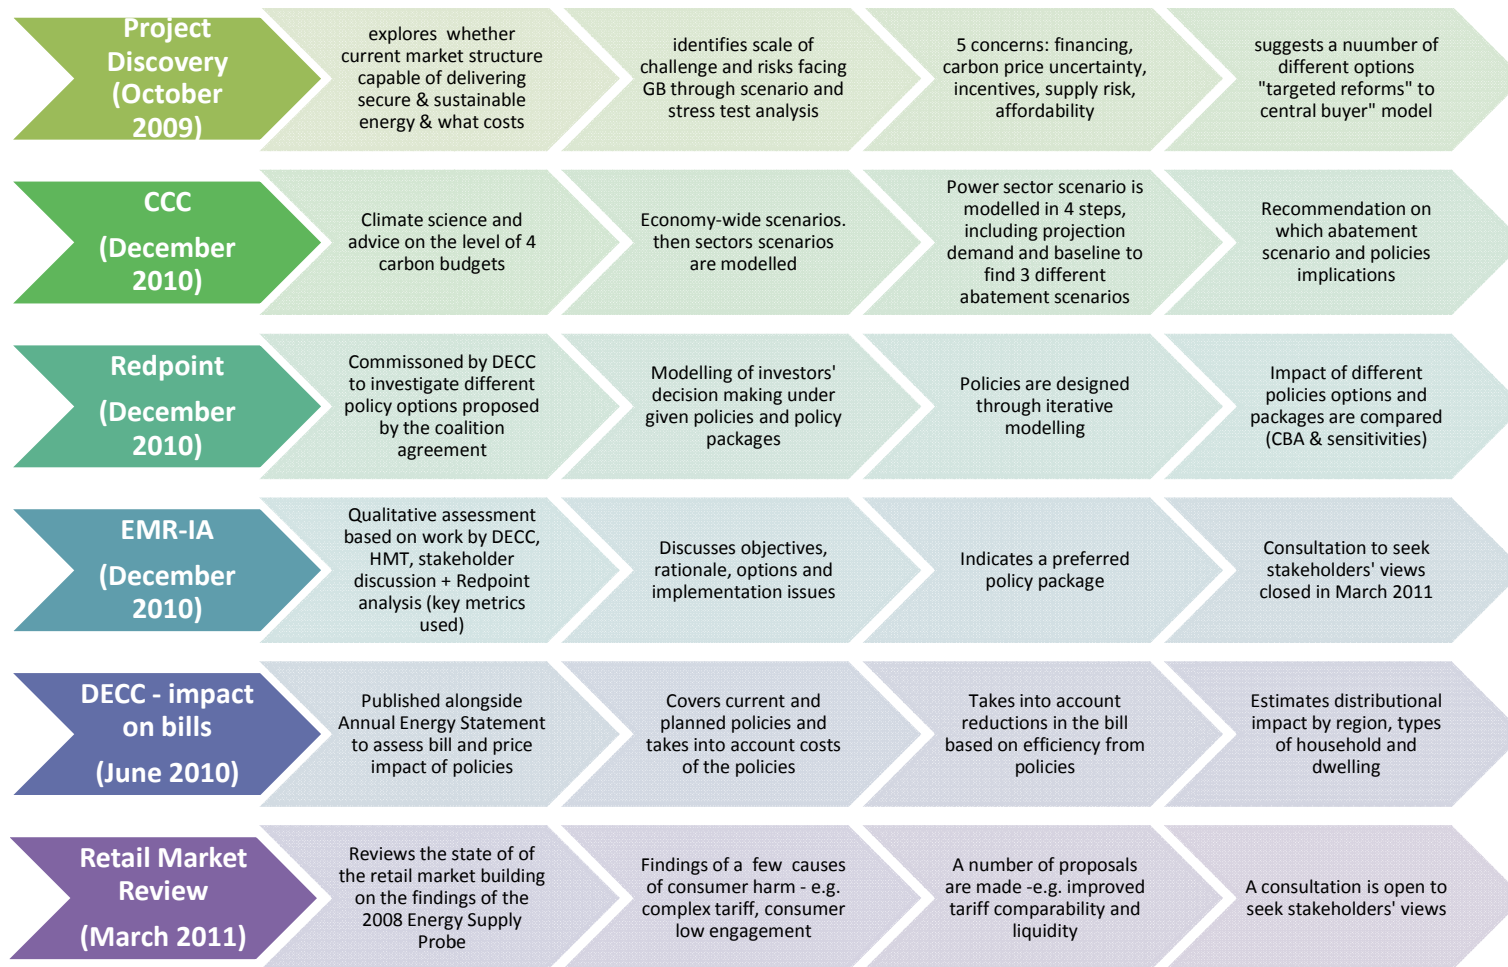 Project
Discovery
(October
2009)
explores whether
current market structure
capable of delivering
secure & sustainable
energy & what costs
identifies scale of
challenge and risks facing
GB through scenario and
stress test analysis
5 concerns: financing,
carbon price uncertainty,
incentives, supply risk,
affordability
suggests a nuumber of
different options
"targeted reforms" to
central buyer" model
CCC
(December
2010)
Climate science and
advice on the level of 4
carbon budgets
Economy-wide scenarios.
then sectors scenarios
are modelled
Power sector scenario is
modelled in 4 steps,
including projection
demand and baseline to
find 3 different
abatement scenarios
Recommendation on
which abatement
scenario and policies
implications
Redpoint
(December
2010)
Commissoned by DECC
to investigate different
policy options proposed
by the coalition
agreement
Modelling of investors'
decision making under
given policies and policy
packages
Policies are designed
through iterative
modelling
Impact of different
policies options and
packages are compared
(CBA & sensitivities)
EMR-IA
(December
2010)
Qualitative assessment
based on work by DECC,
HMT, stakeholder
discussion + Redpoint
analysis (key metrics
used)
Discusses objectives,
rationale, options and
implementation issues
Indicates a preferred
policy package
Consultation to seek
stakeholders' views
closed in March 2011
DECC - impact
on bills
(June 2010)
Published alongside
Annual Energy Statement
to assess bill and price
impact of policies
Covers current and
planned policies and
takes into account costs
of the policies
Takes into account
reductions in the bill
based on efficiency from
policies
Estimates distributional
impact by region, types
of household and
dwelling
Retail Market
Review
(March 2011)
Reviews the state of of
the retail market building
on the findings of the
2008 Energy Supply
Probe
Findings of a few causes
of consumer harm - e.g.
complex tariff, consumer
low engagement
A number of proposals
are made -e.g. improved
tariff comparability and
liquidity
A consultation is open to
seek stakeholders' views